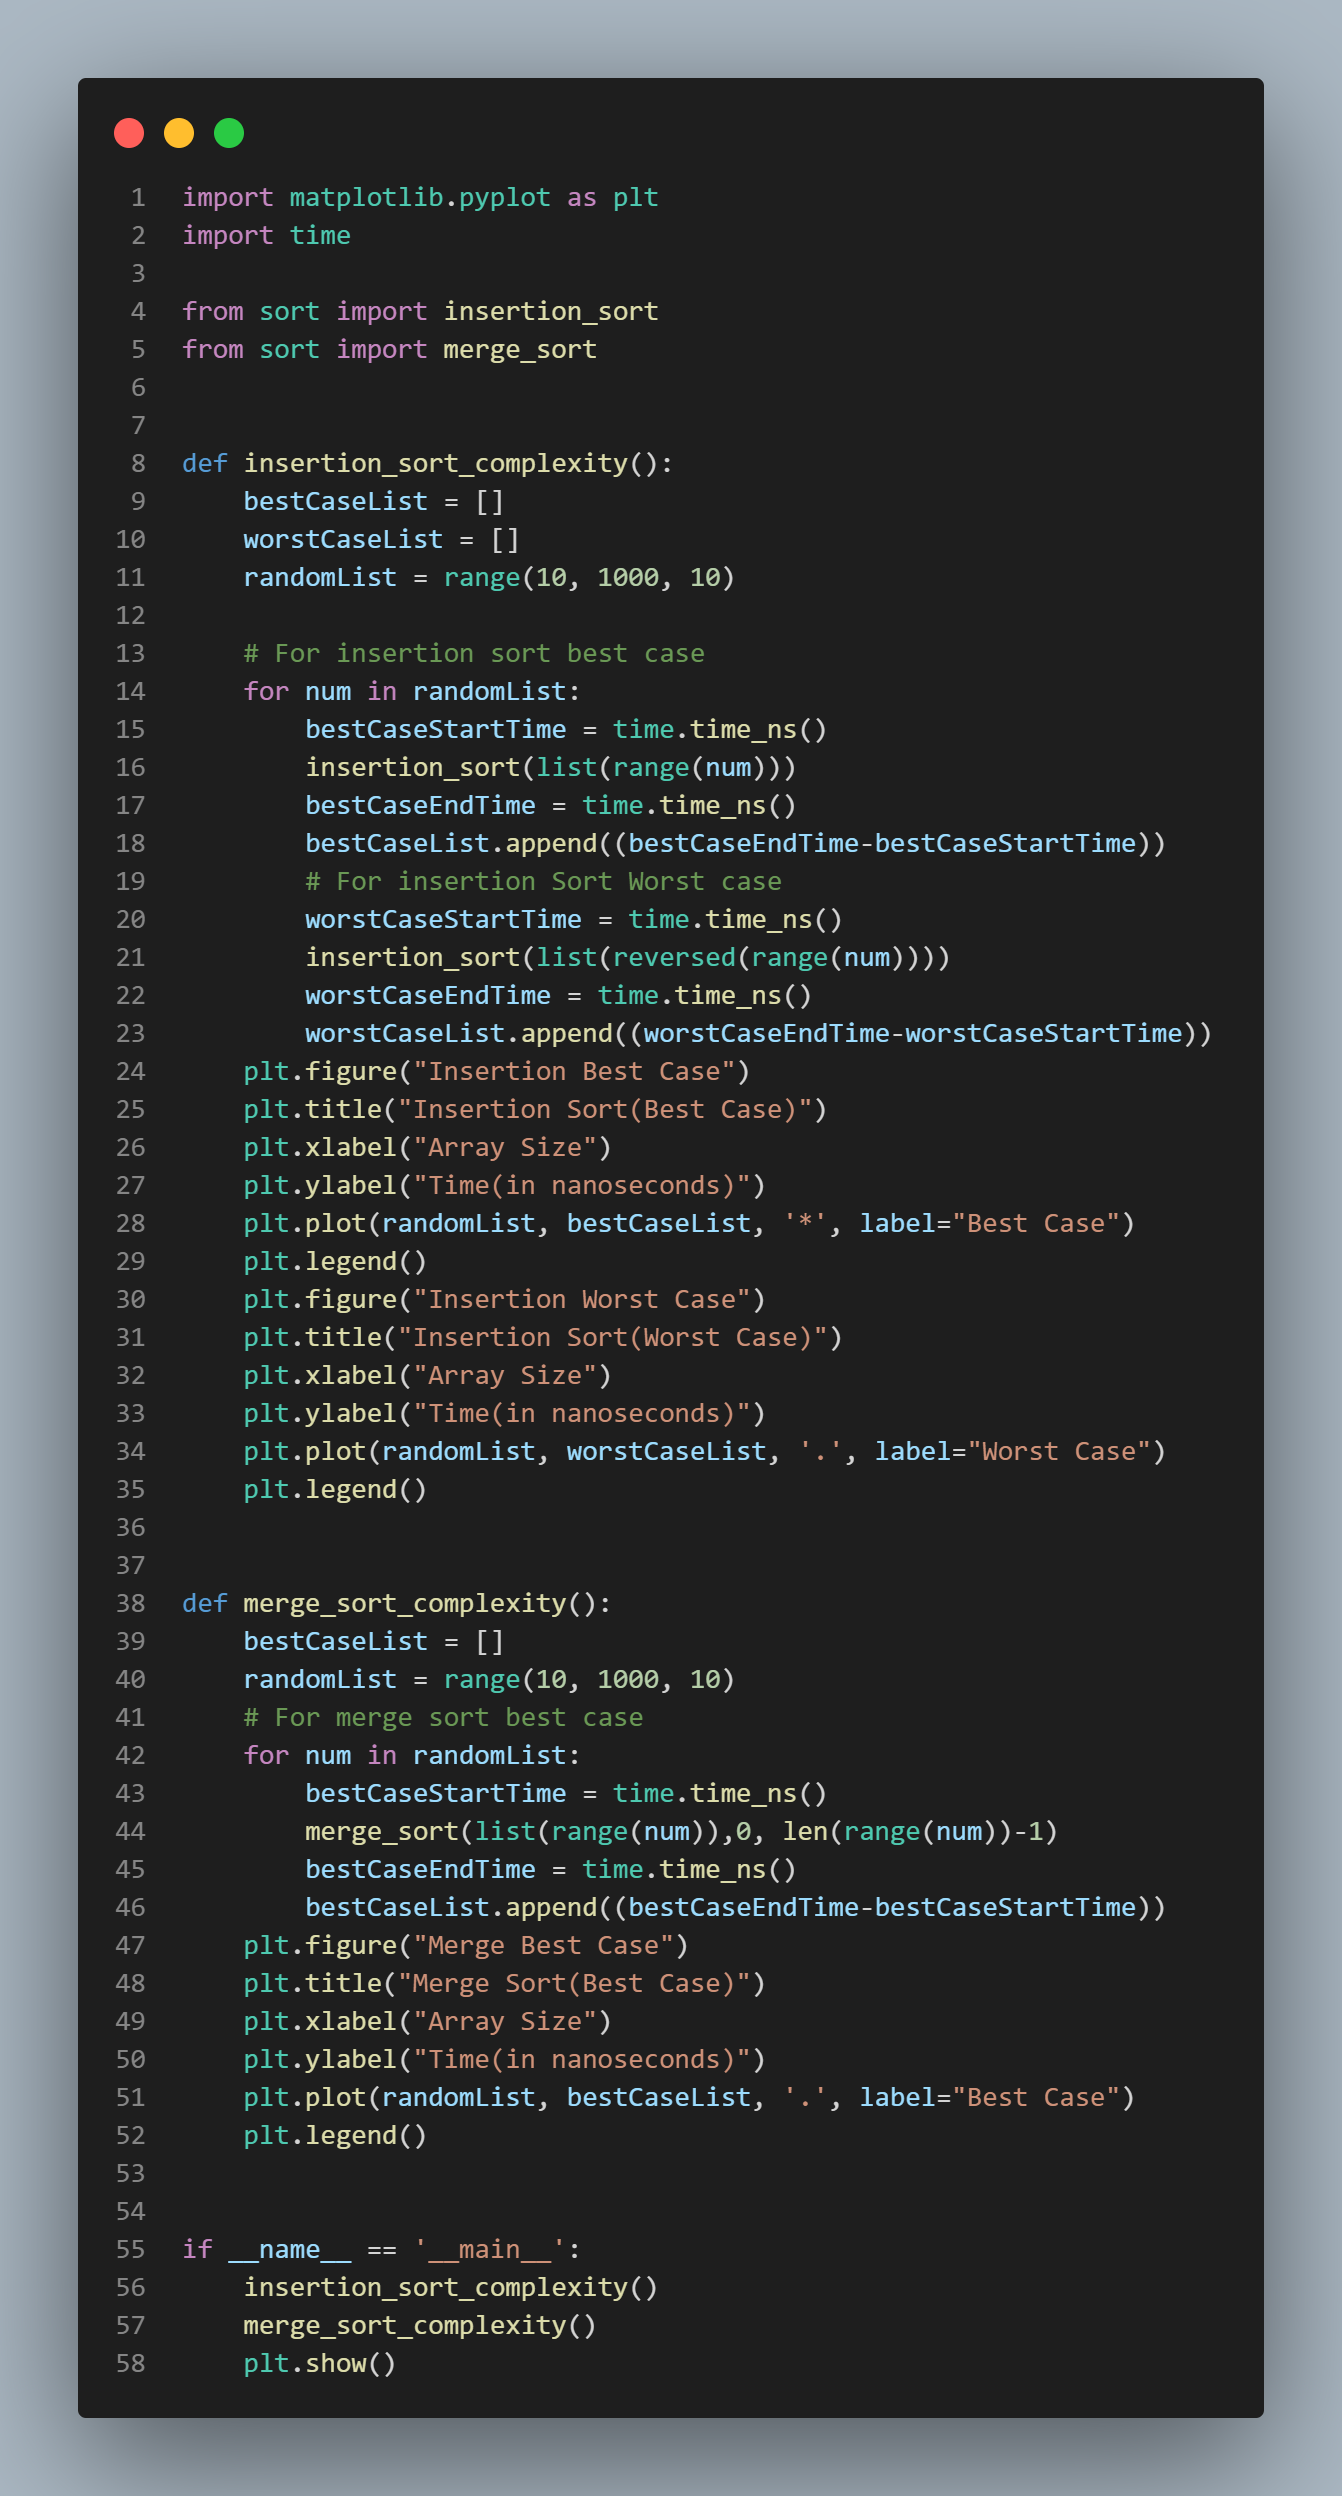 1 import matplotlib.pyplot as plt
2 import time
3
4 from sort import insertion_sort
5 from sort import merge_sort
6
7
8 def insertion_sort_complexity():
9     bestCaseList = []
10     worstCaseList = []
11     randomList = range(10, 1000, 10)
12
13     # For insertion sort best case
14     for num in randomList:
15         bestCaseStartTime = time.time_ns()
16         insertion_sort(list(range(num)))
17         bestCaseEndTime = time.time_ns()
18         bestCaseList.append((bestCaseEndTime-bestCaseStartTime))
19         # For insertion Sort Worst case
20         worstCaseStartTime = time.time_ns()
21         insertion_sort(list(reversed(range(num))))
22         worstCaseEndTime = time.time_ns()
23         worstCaseList.append((worstCaseEndTime-worstCaseStartTime))
24     plt.figure("Insertion Best Case")
25     plt.title("Insertion Sort(Best Case)")
26     plt.xlabel("Array Size")
27     plt.ylabel("Time(in nanoseconds)")
28     plt.plot(randomList, bestCaseList, '*', label="Best Case")
29     plt.legend()
30     plt.figure("Insertion Worst Case")
31     plt.title("Insertion Sort(Worst Case)")
32     plt.xlabel("Array Size")
33     plt.ylabel("Time(in nanoseconds)")
34     plt.plot(randomList, worstCaseList, '.', label="Worst Case")
35     plt.legend()
36
37
38 def merge_sort_complexity():
39     bestCaseList = []
40     randomList = range(10, 1000, 10)
41     # For merge sort best case
42     for num in randomList:
43         bestCaseStartTime = time.time_ns()
44         merge_sort(list(range(num)),0, len(range(num))-1)
45         bestCaseEndTime = time.time_ns()
46         bestCaseList.append((bestCaseEndTime-bestCaseStartTime))
47     plt.figure("Merge Best Case")
48     plt.title("Merge Sort(Best Case)")
49     plt.xlabel("Array Size")
50     plt.ylabel("Time(in nanoseconds)")
51     plt.plot(randomList, bestCaseList, '.', label="Best Case")
52     plt.legend()
53
54
55 if __name__ == '__main__':
56     insertion_sort_complexity()
57     merge_sort_complexity()
58     plt.show()